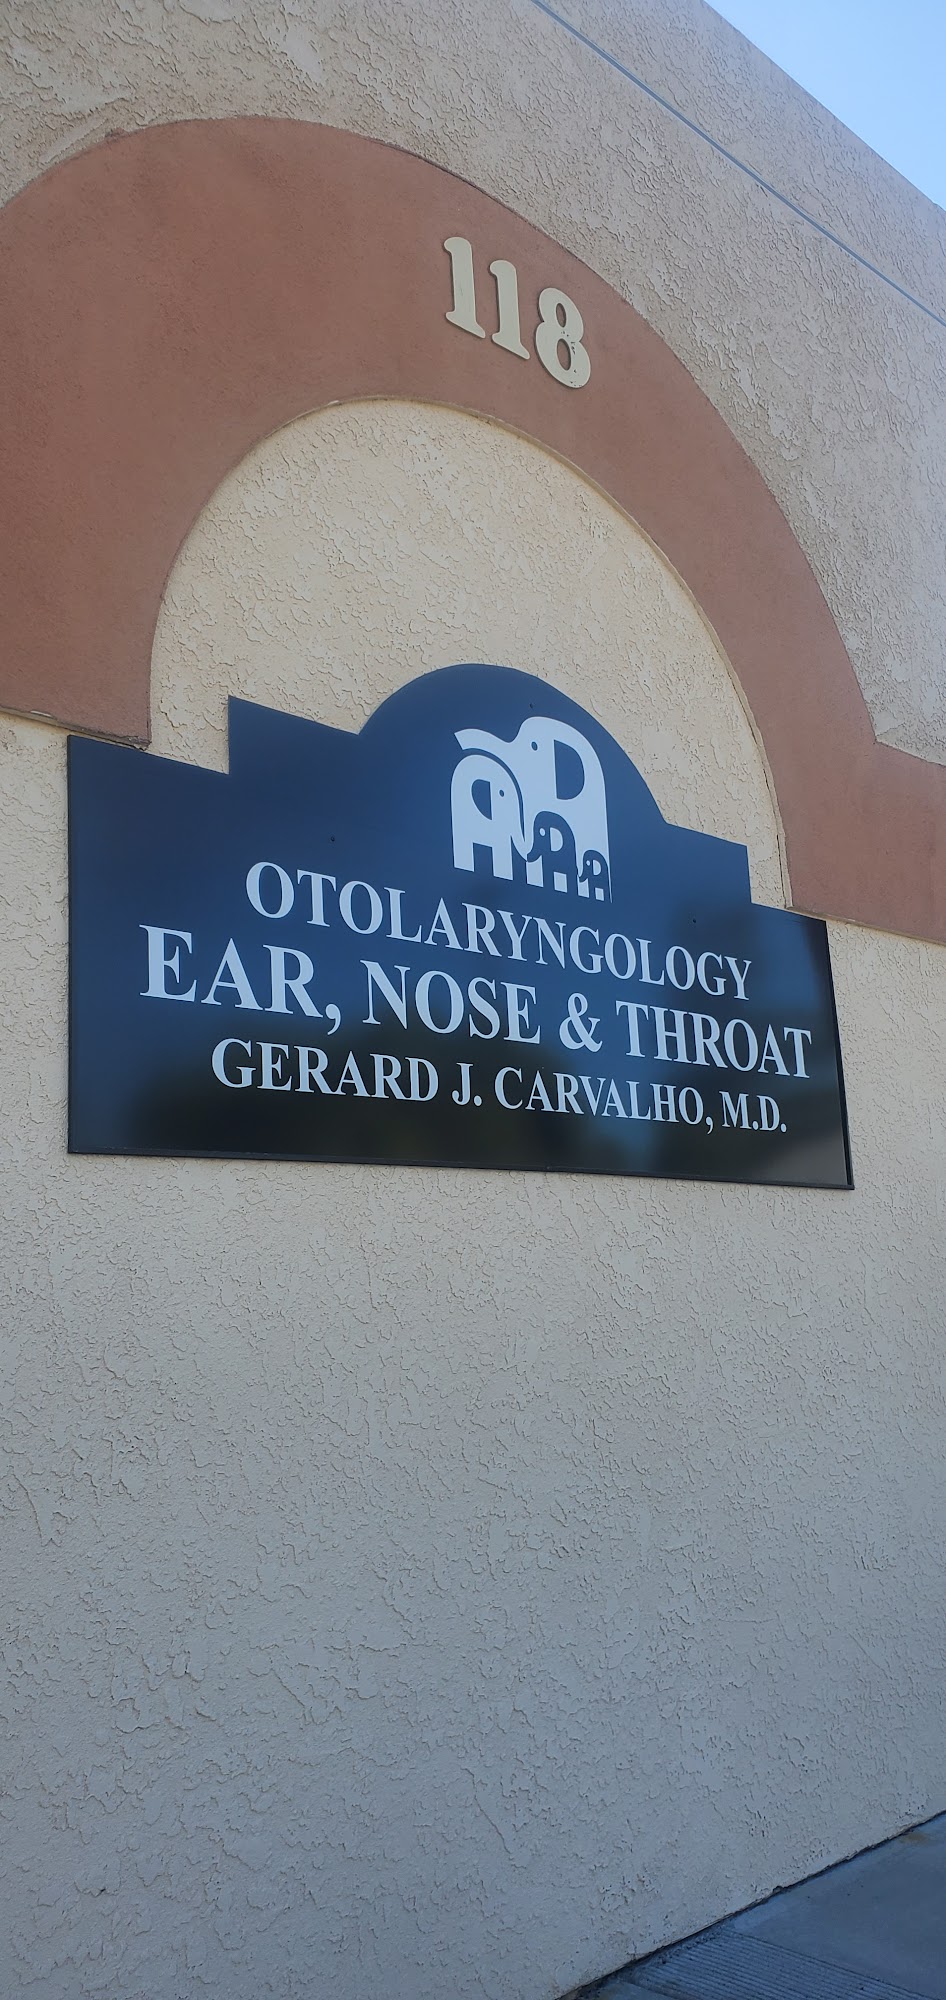 118
OTOLARYNGOLOGY
EAR, NOSE & THROAT
GERARD J. CARVALHO, M.D.